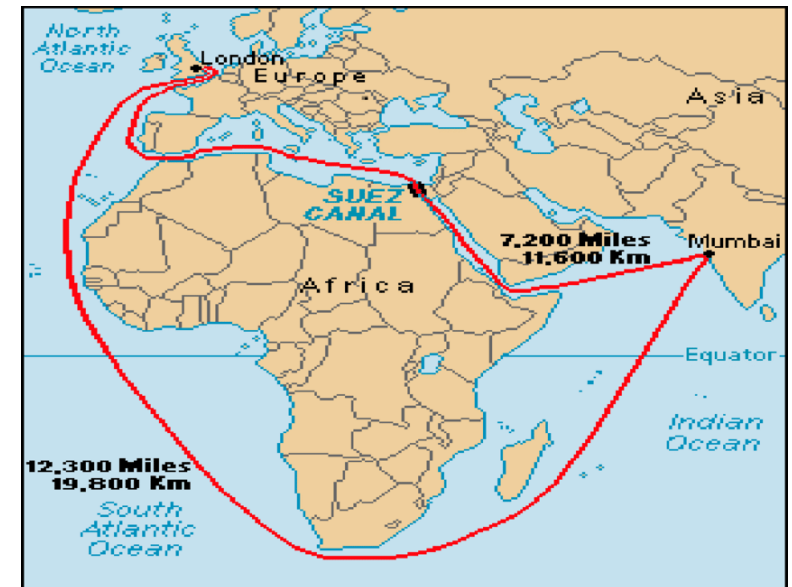 North
Atlantic
Ocean
London
Europe
Asia
SUEZ
CANAL
7,200 Miles
11,600 Km
Mumbai
Africa
Equator
Indian
Ocean
12,300 Miles
19,800 Km
South
Atlantic
Ocean